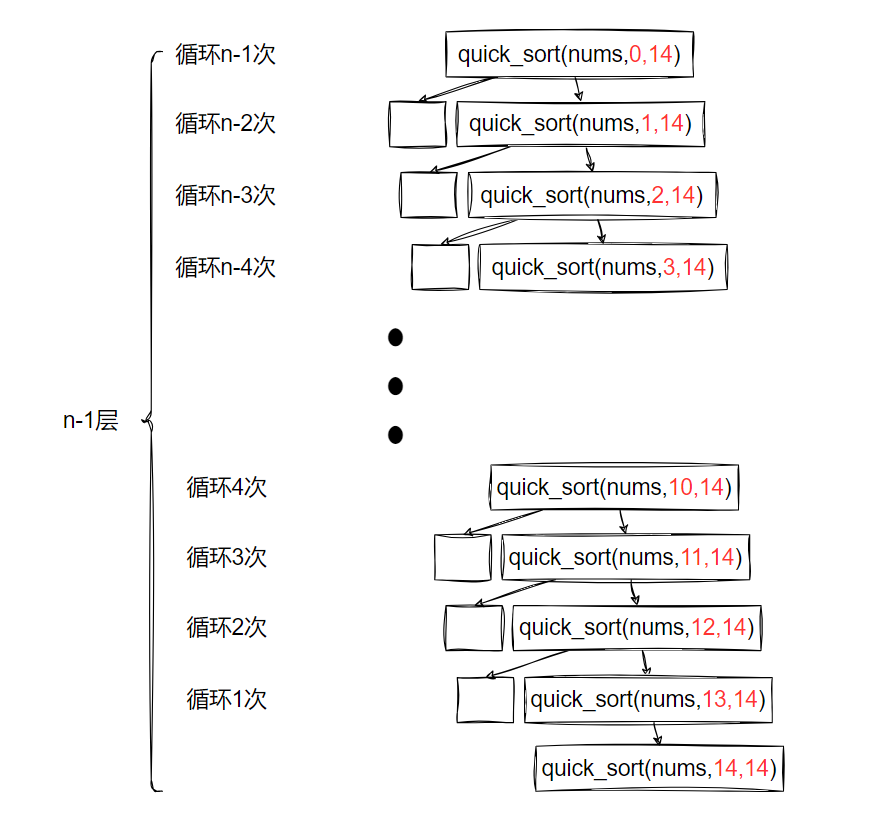 循环n-1次 quick_sort(nums,0,14)
循环n-2次 quick_sort(nums,1,14)
循环n-3次 quick_sort(nums,2,14)
循环n-4次 quick_sort(nums,3,14)
n-1层
循环4次 quick_sort(nums,10,14)
循环3次 quick_sort(nums,11,14)
循环2次 quick_sort(nums,12,14)
循环1次 quick_sort(nums,13,14)
quick_sort(nums,14,14)